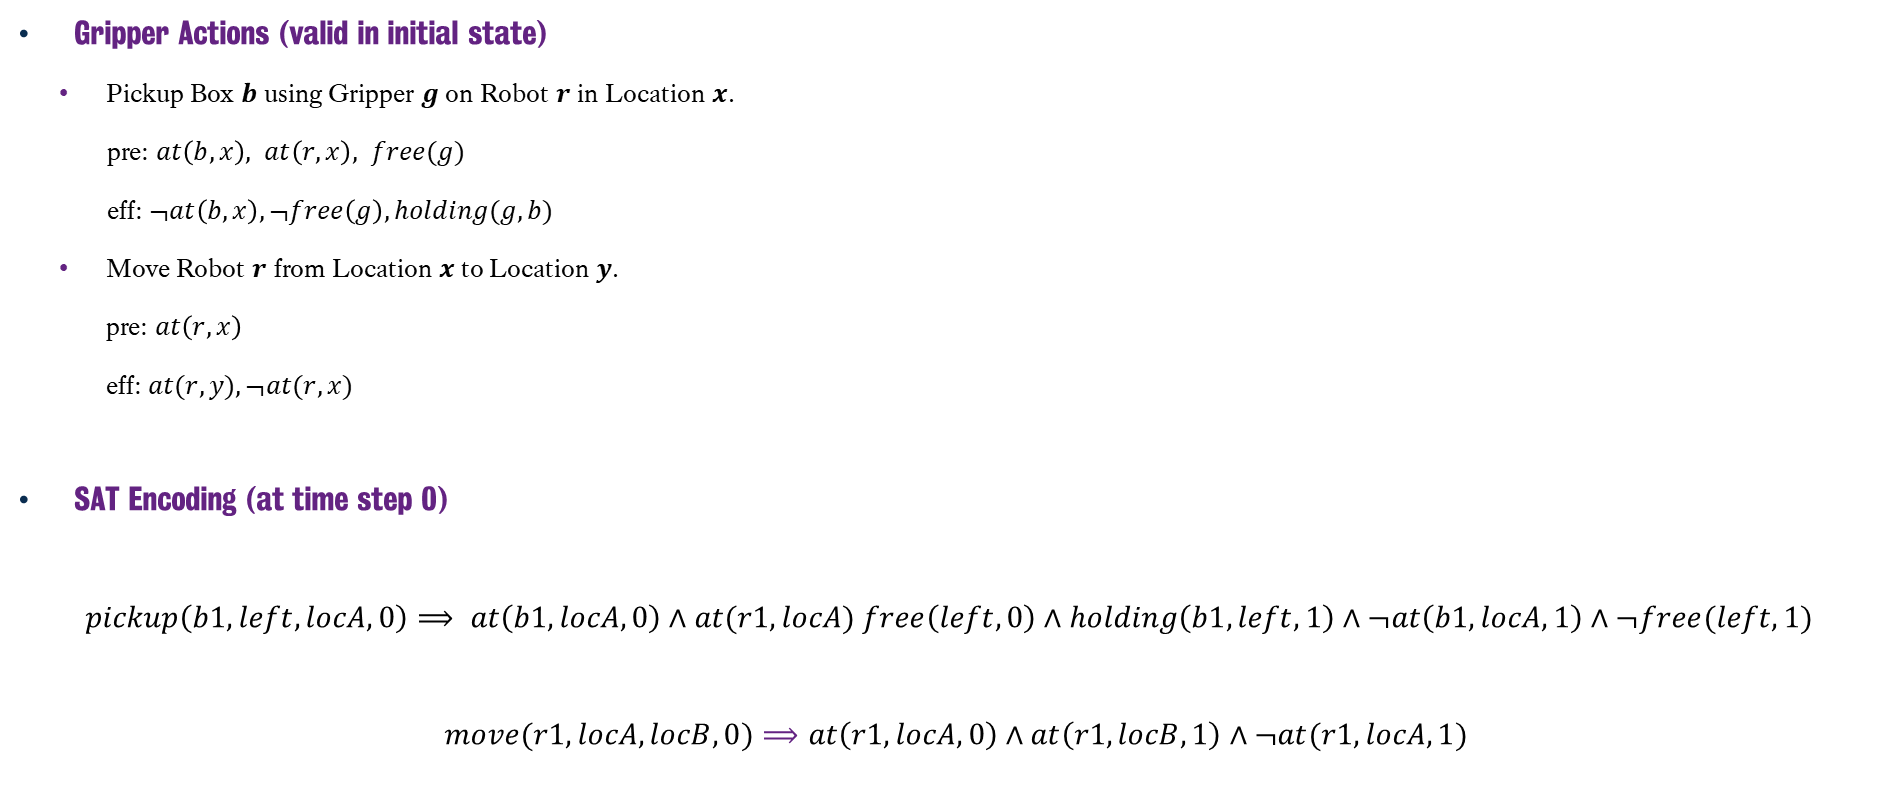 • Gripper Actions (valid in initial state)
• Pickup Box b using Gripper g on Robot r in Location x.
pre: at(b,x), at(r,x), free(g)
eff: ¬at(b,x),¬free(g),holding(g,b)
• Move Robot r from Location x to Location y.
pre: at(r,x)
eff: at(r,y),¬at(r,x)
• SAT Encoding (at time step 0)
pickup(b1,left,locA,0) ⟹ at(b1,locA,0) ∧ at(r1,locA) free(left,0) ∧ holding(b1,left,1) ∧ ¬at(b1,locA,1) ∧ ¬free(left,1)
move(r1,locA,locB,0) ⟹ at(r1,locA,0) ∧ at(r1,locB,1) ∧ ¬at(r1,locA,1)